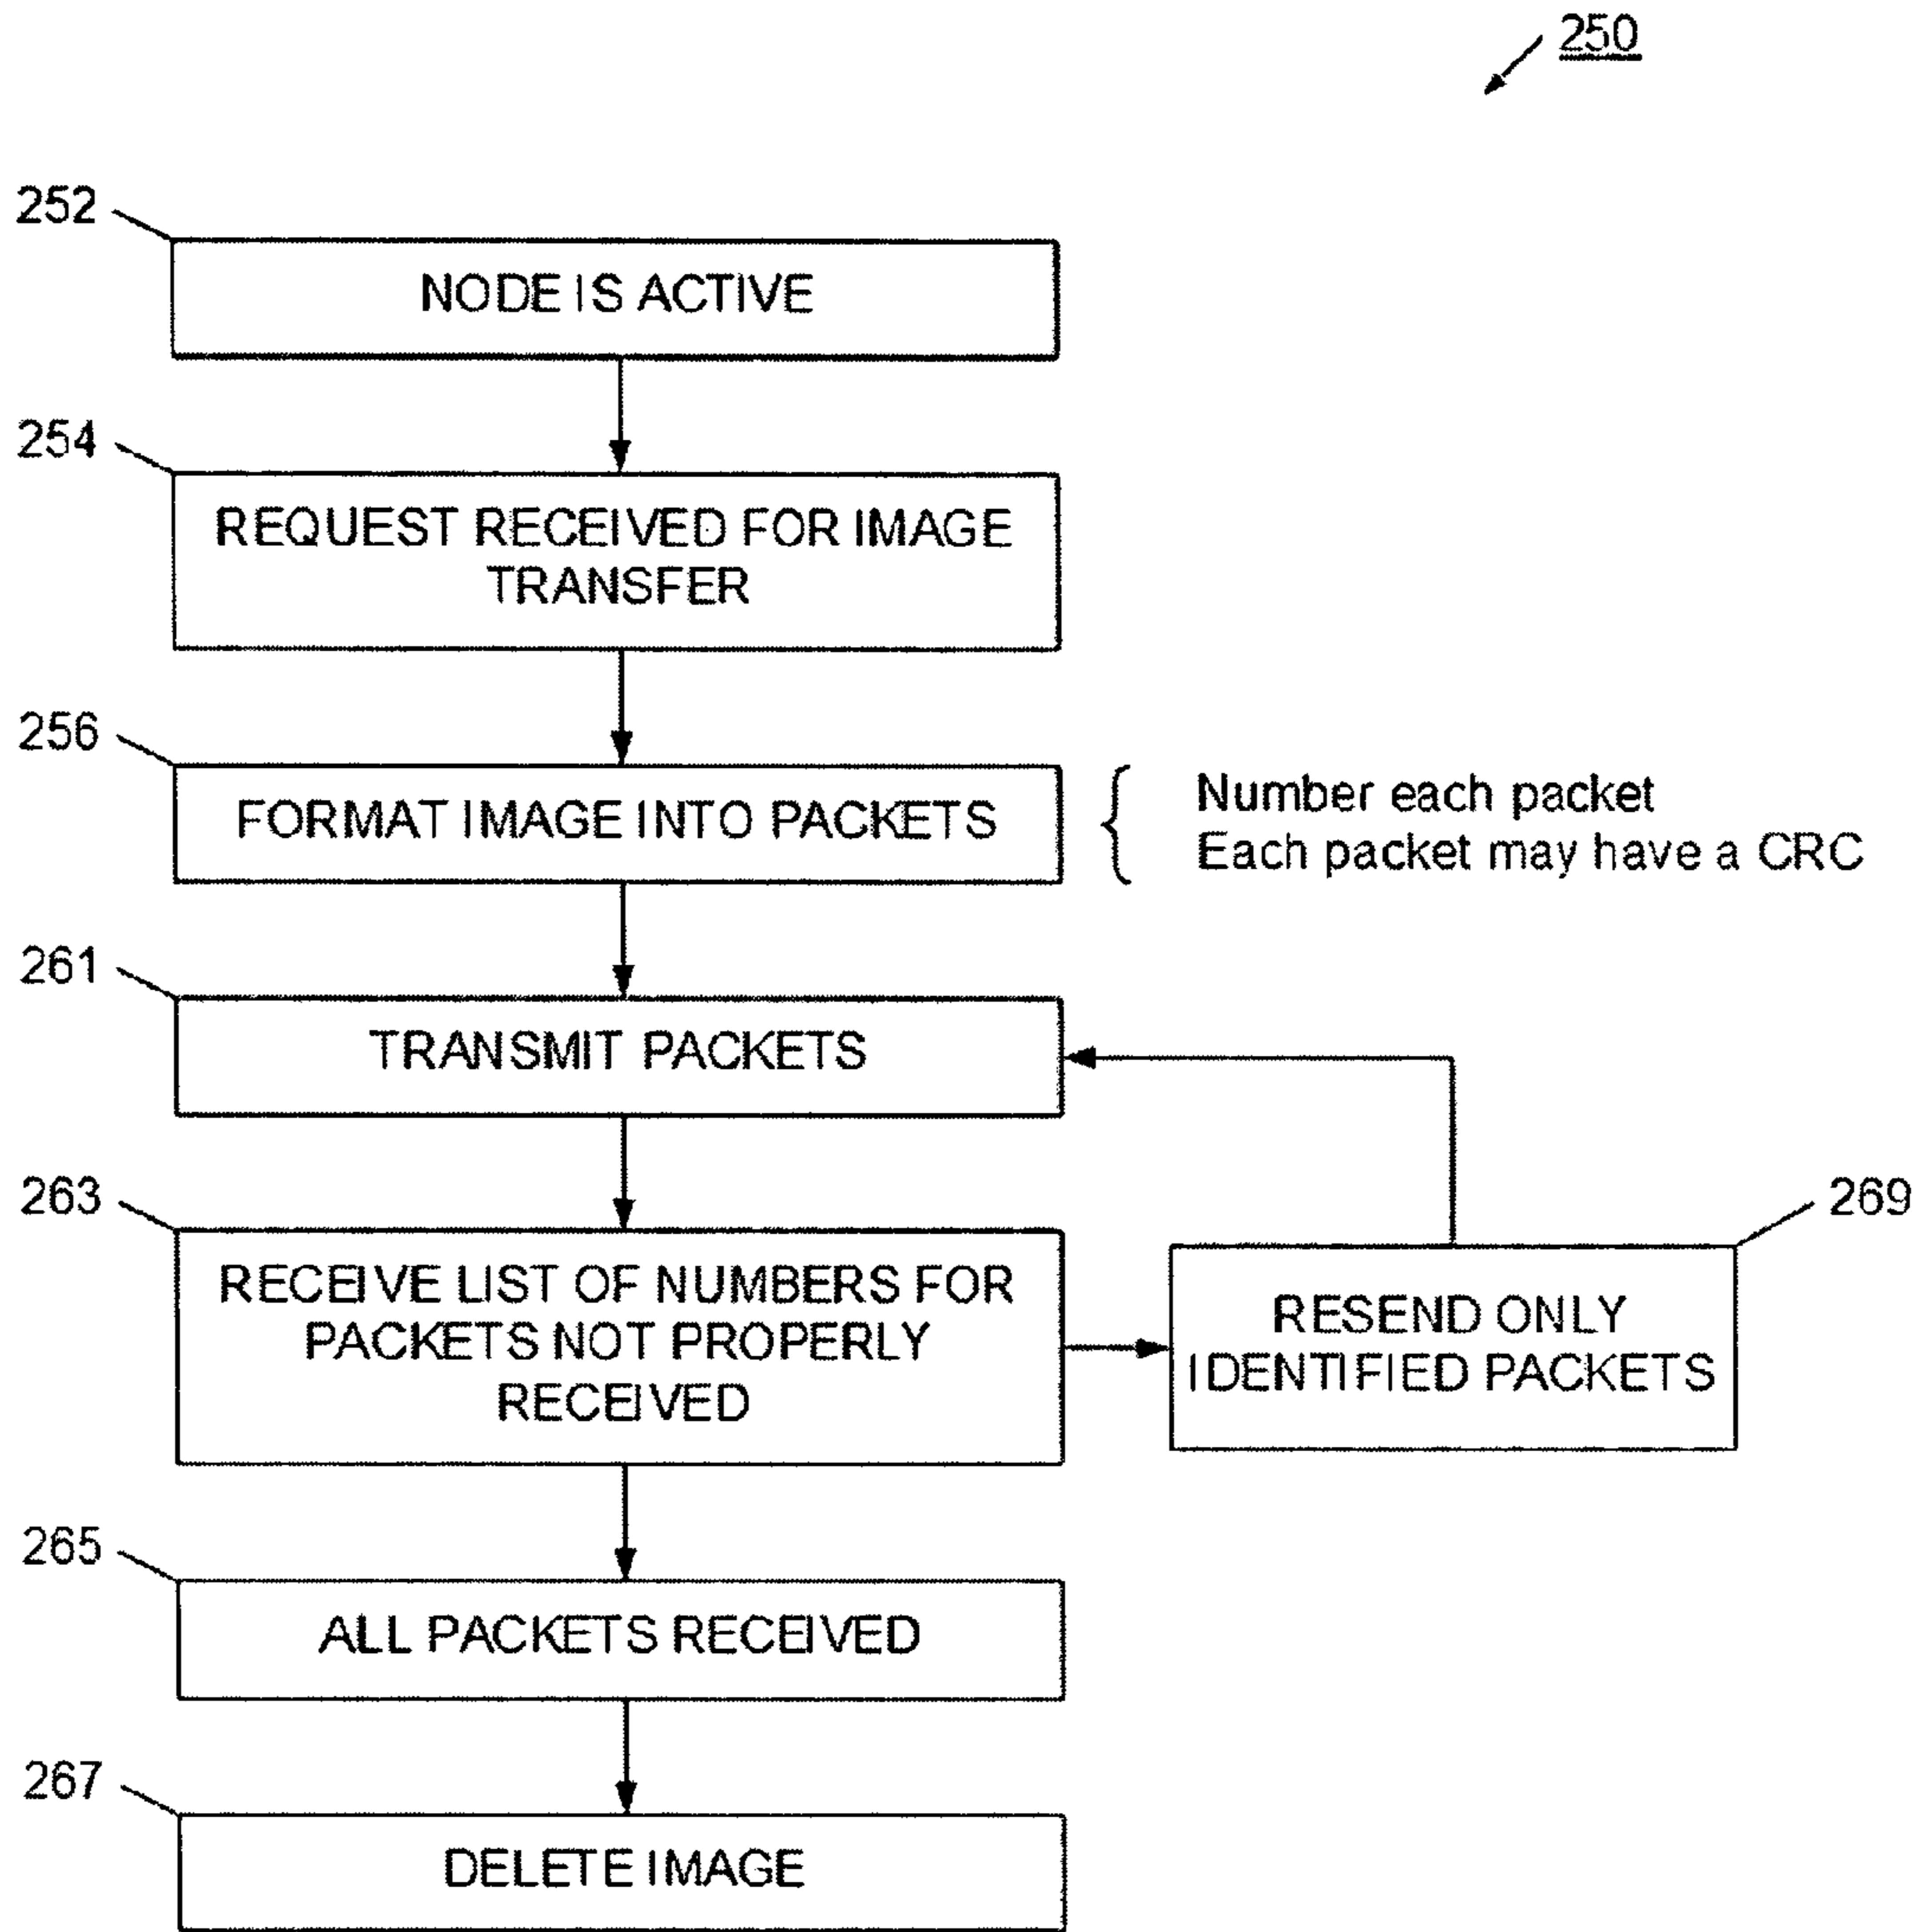 250
252
NODE IS ACTIVE
254
REQUEST RECEIVED FOR IMAGE
TRANSFER
256
FORMAT IMAGE INTO PACKETS
Number each packet
Each packet may have a CRC
261
TRANSMIT PACKETS
263
RECEIVE LIST OF NUMBERS FOR
PACKETS NOT PROPERLY
RECEIVED
269
RESEND ONLY
IDENTIFIED PACKETS
265
ALL PACKETS RECEIVED
267
DELETE IMAGE